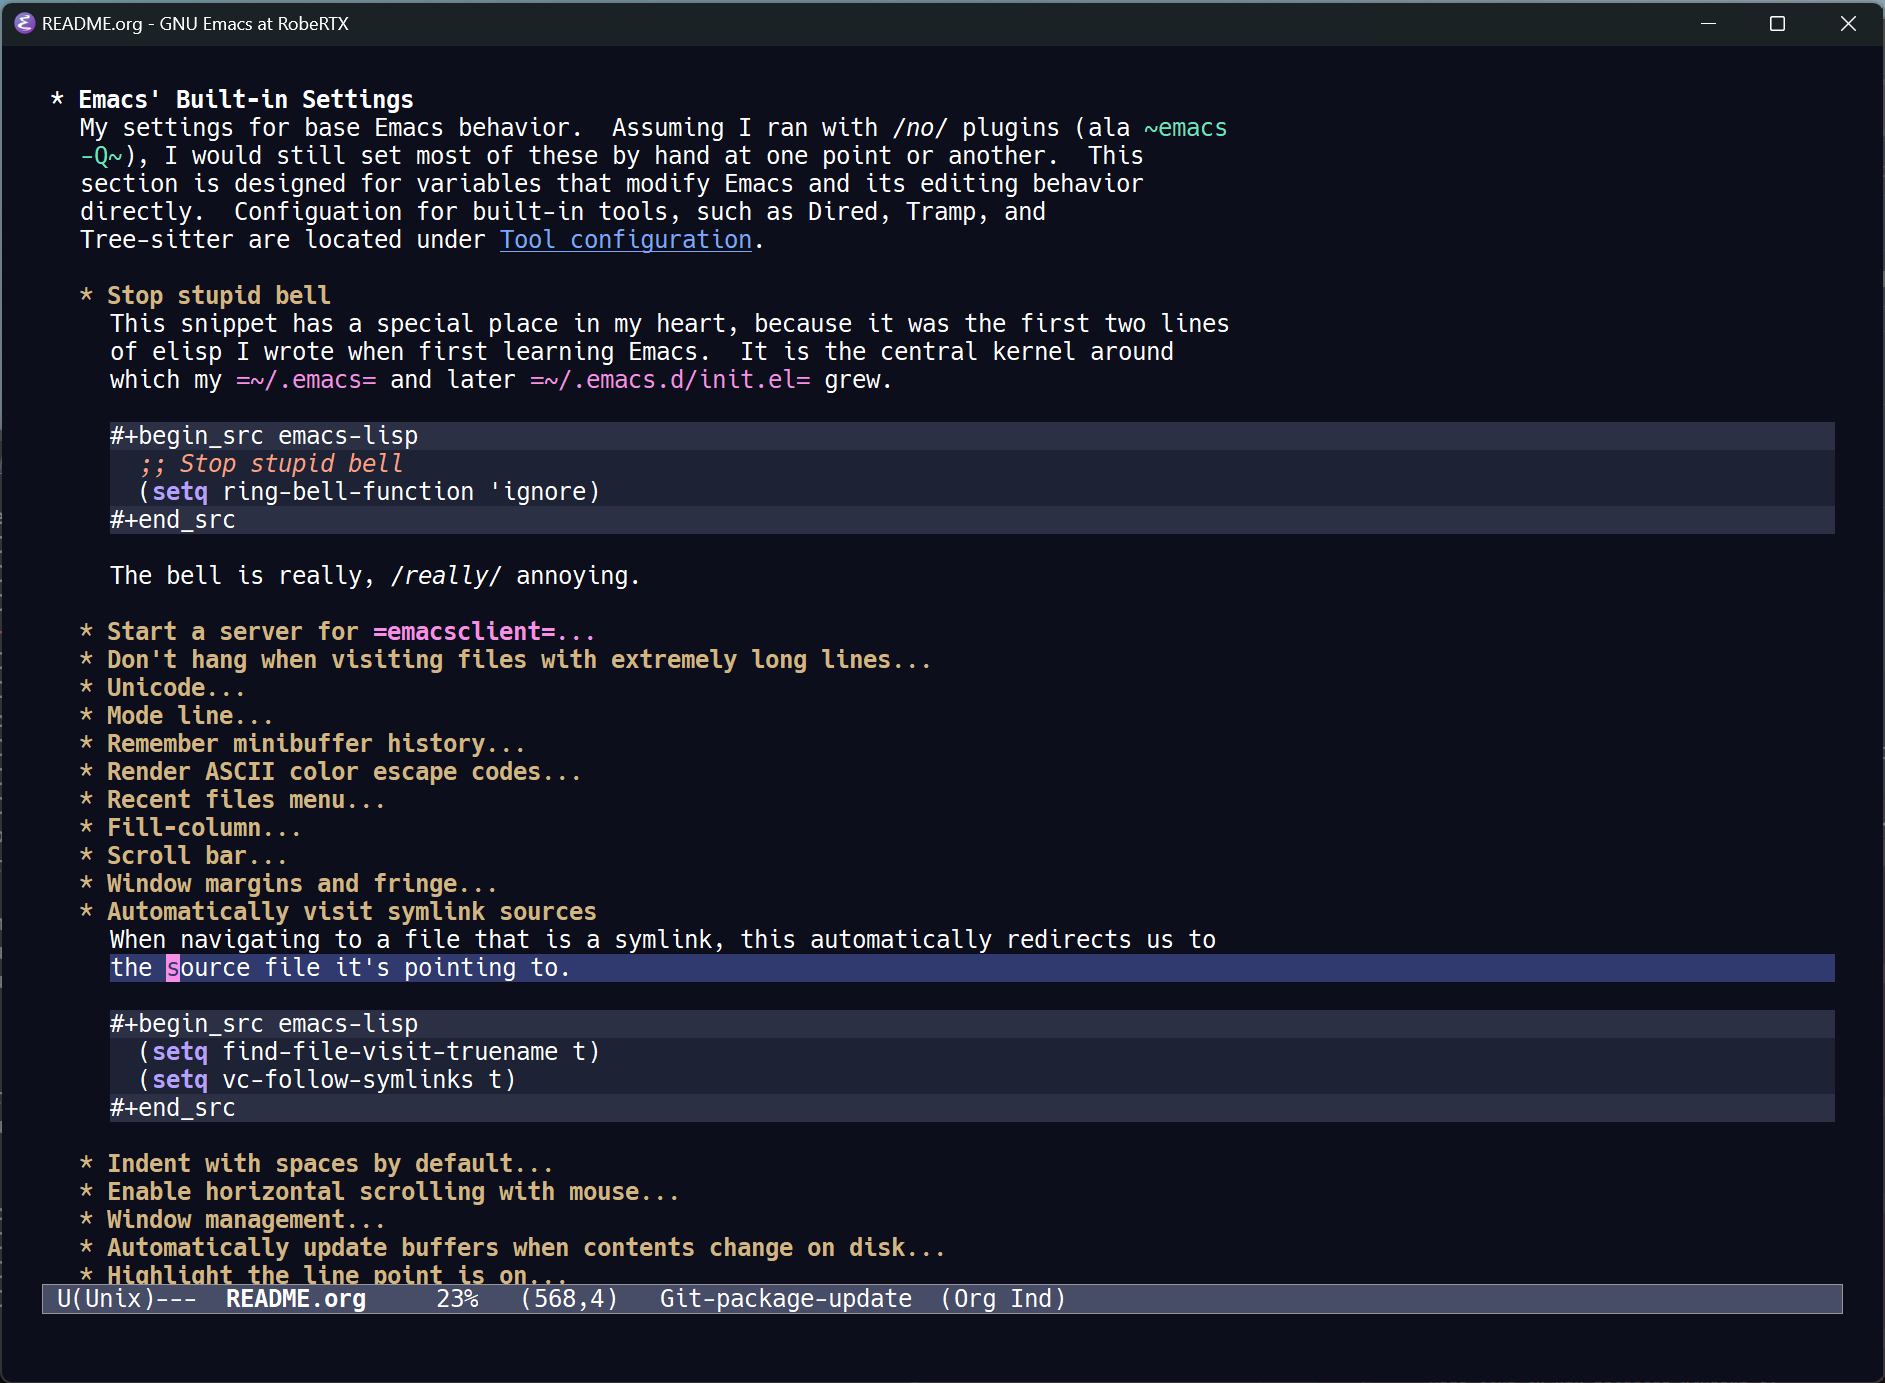 README.org - GNU Emacs at RobeRTX
* Emacs' Built-in Settings
My settings for base Emacs behavior.  Assuming I ran with /no/ plugins (ala ~emacs
-Q~), I would still set most of these by hand at one point or another.  This
section is designed for variables that modify Emacs and its editing behavior
directly.  Configuation for built-in tools, such as Dired, Tramp, and
Tree-sitter are located under Tool configuration.
* Stop stupid bell
This snippet has a special place in my heart, because it was the first two lines
of elisp I wrote when first learning Emacs.  It is the central kernel around
which my =~/.emacs= and later =~/.emacs.d/init.el= grew.
#+begin_src emacs-lisp
;; Stop stupid bell
(setq ring-bell-function 'ignore)
#+end_src
The bell is really, /really/ annoying.
* Start a server for =emacsclient=...
* Don't hang when visiting files with extremely long lines...
* Unicode...
* Mode line...
* Remember minibuffer history...
* Render ASCII color escape codes...
* Recent files menu...
* Fill-column...
* Scroll bar...
* Window margins and fringe...
* Automatically visit symlink sources
When navigating to a file that is a symlink, this automatically redirects us to
the source file it's pointing to.
#+begin_src emacs-lisp
(setq find-file-visit-truename t)
(setq vc-follow-symlinks t)
#+end_src
* Indent with spaces by default...
* Enable horizontal scrolling with mouse...
* Window management...
* Automatically update buffers when contents change on disk...
* Highlight the line point is on...
U(Unix)---  README.org     23%   (568,4)   Git-package-update  (Org Ind)